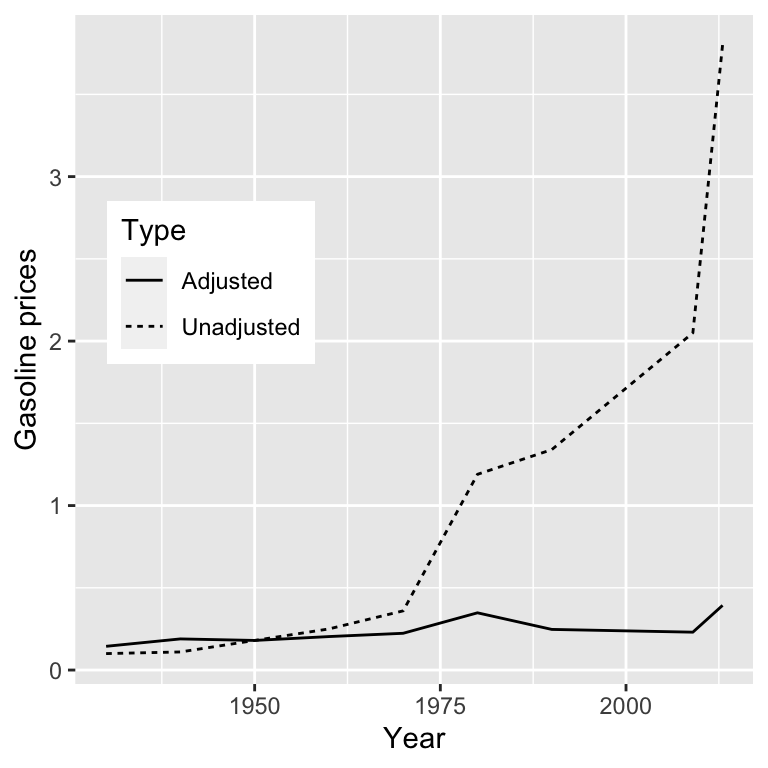 3
2
1
0
Gasoline prices
Type
Adjusted
Unadjusted
1950 1975 2000
Year